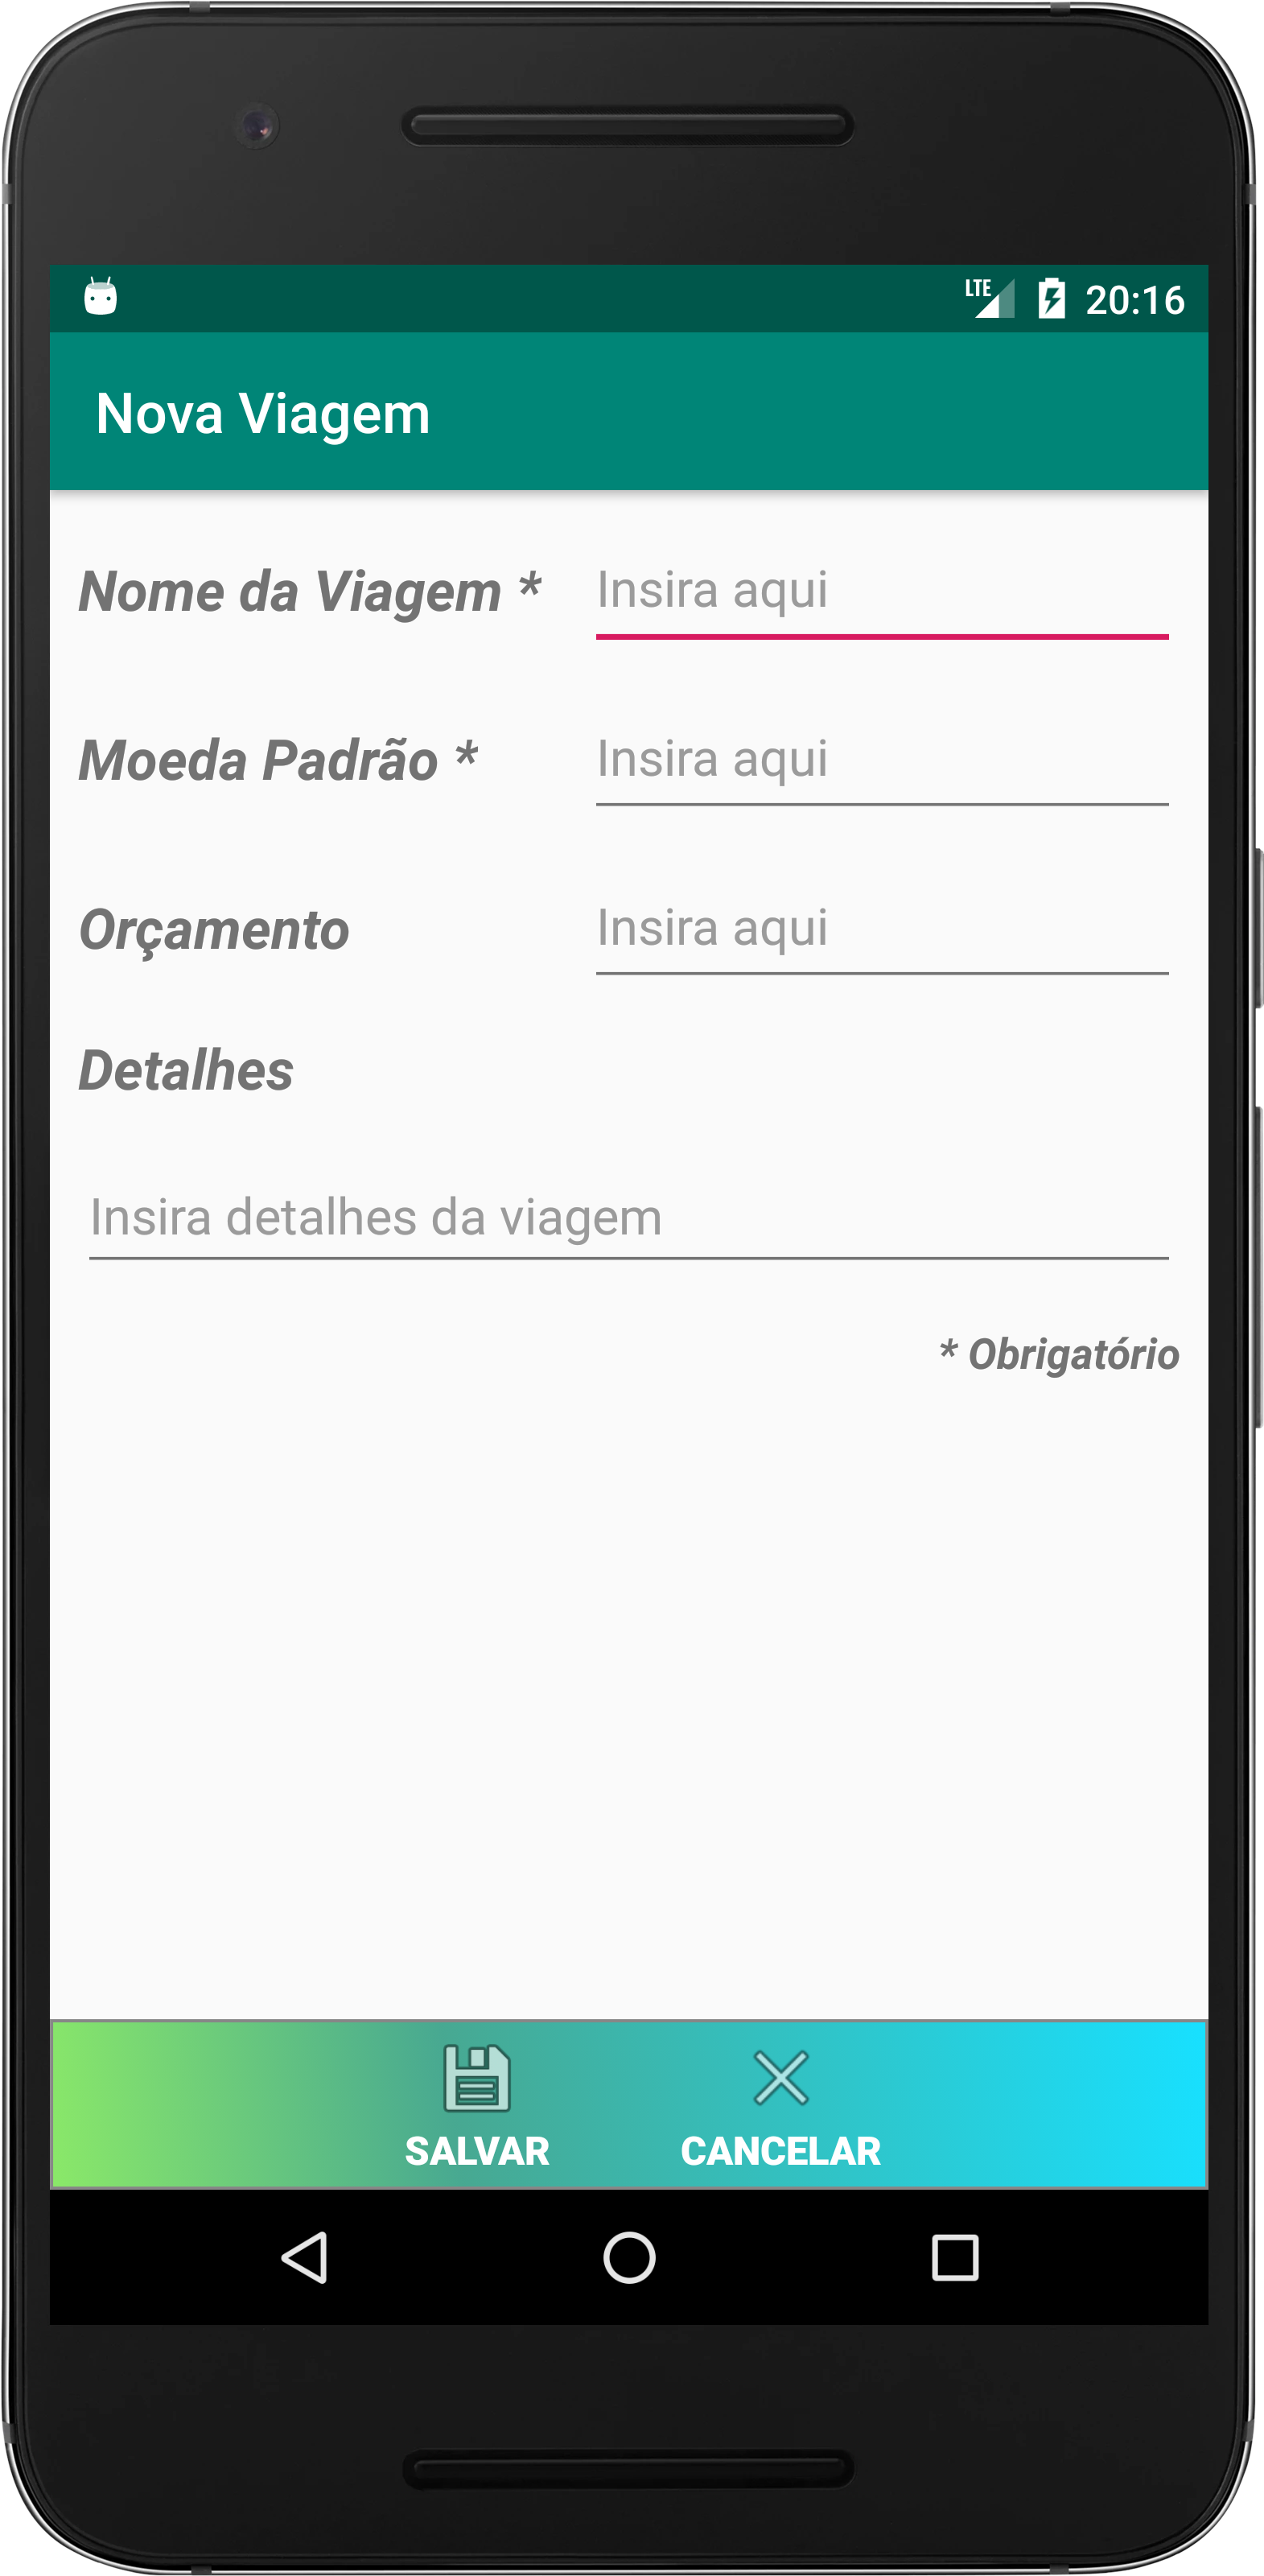 LTE 20:16
Nova Viagem
Nome da Viagem * Insira aqui
Moeda Padrão * Insira aqui
Orçamento Insira aqui
Detalhes
Insira detalhes da viagem
* Obrigatório
SALVAR CANCELAR